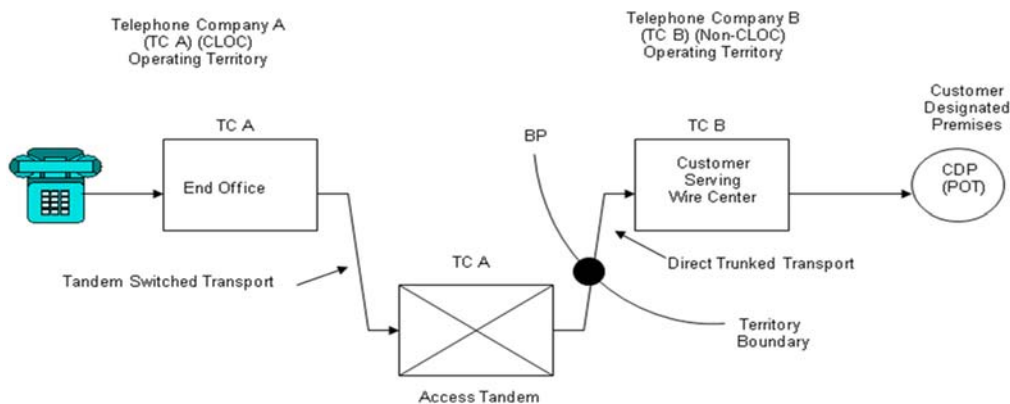 Telephone Company A
(TC A) (CLOC)
Operating Territory
Telephone Company B
(TC B) (Non-CLOC)
Operating Territory
Customer
Designated
Premises
TC A
End Office
BP
TC B
Customer
Serving
Wire Center
CDP
(POT)
Tandem Switched Transport
TC A
Direct Trunked Transport
Territory
Boundary
Access Tandem